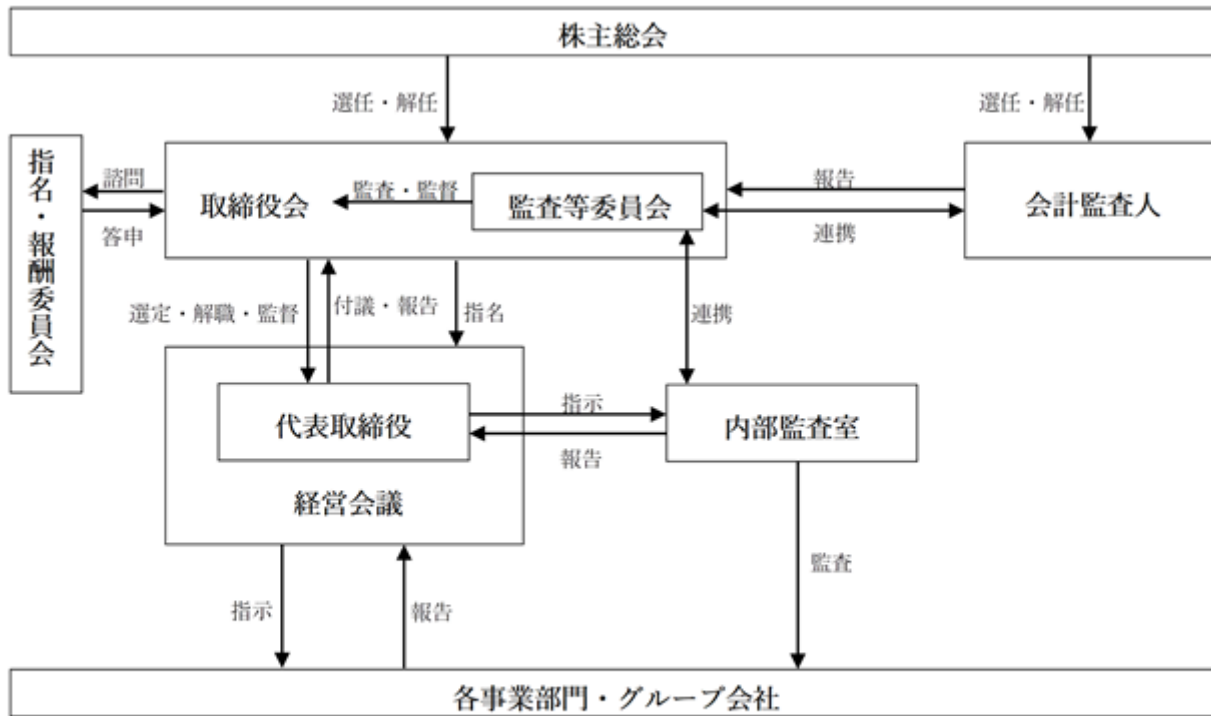 株主総会
選任・解任
選任・解任
指名・報酬委員会
諮問
答申
取締役会
監査・監督
監査等委員会
報告
連携
会計監査人
選定・解職・監督
付議・報告
指名
連携
代表取締役
指示
報告
内部監査室
経営会議
監査
指示
報告
各事業部門・グループ会社